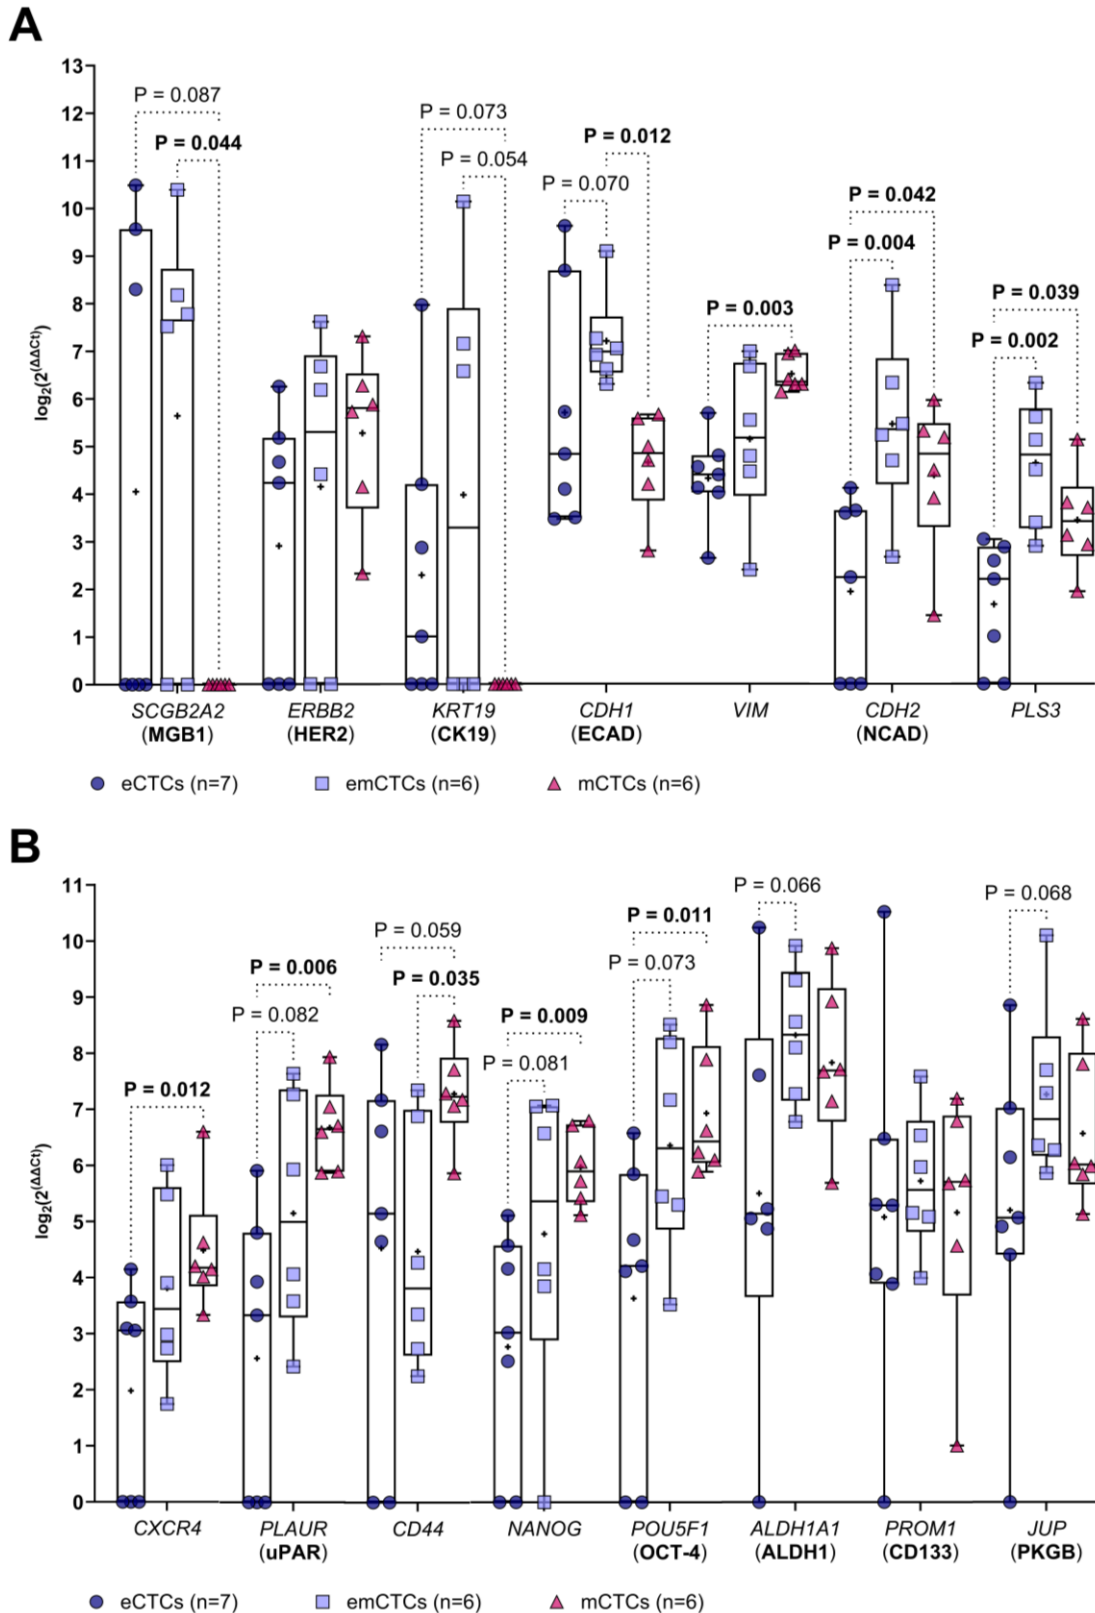 A
13
P = 0.087
P = 0.073
12
P = 0.044
P = 0.012
11
P = 0.054
P = 0.070
P = 0.042
10
P = 0.004
9
P = 0.003
P = 0.039
8
P = 0.002
7
log₂(2^(ΔΔCt))
6
5
4
3
2
1
0
SCGB2A2 ERBB2 KRT19 CDH1 VIM CDH2 PLS3
(MGB1) (HER2) (CK19) (ECAD) (NCAD)
eCTCs (n=7) emCTCs (n=6) mCTCs (n=6)
B
11
P = 0.066
P = 0.068
P = 0.011
10
P = 0.059
P = 0.006
P = 0.035
P = 0.073
9
P = 0.082
P = 0.009
8
P = 0.081
P = 0.012
7
log₂(2^(ΔΔCt))
6
5
4
3
2
1
0
CXCR4 PLAUR CD44 NANOG POU5F1 ALDH1A1 PROM1 JUP
(uPAR) (OCT-4) (ALDH1) (CD133) (PKGB)
eCTCs (n=7) emCTCs (n=6) mCTCs (n=6)